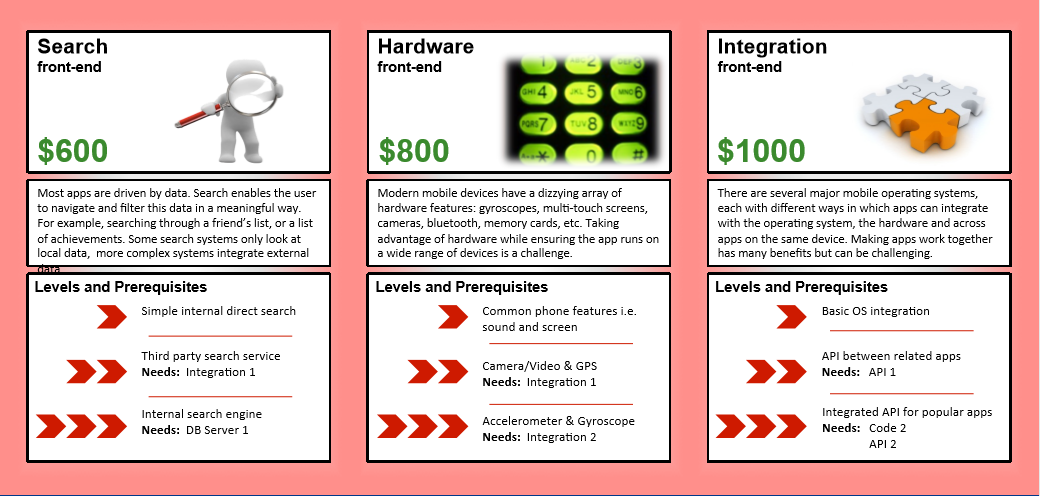 Search
front-end
$600
Most apps are driven by data. Search enables the user
to navigate and filter this data in a meaningful way.
For example, searching through a friend's list, or a list
of achievements. Some search systems only look at
local data,  more complex systems integrate external
data
Levels and Prerequisites
Simple internal direct search
Third party search service
Needs:  Integration 1
Internal search engine
Needs:  DB Server 1
Hardware
front-end
1 ABC2 DEF3
GHI4 JKL5 MNO6
PQRS7 TUV8 WXYZ9
* 0 #
$800
Modern mobile devices have a dizzying array of
hardware features: gyroscopes, multi-touch screens,
cameras, bluetooth, memory cards, etc. Taking
advantage of hardware while ensuring the app runs on
a wide range of devices is a challenge.
Levels and Prerequisites
Common phone features i.e.
sound and screen
Camera/Video & GPS
Needs:  Integration 1
Accelerometer & Gyroscope
Needs:  Integration 2
Integration
front-end
$1000
There are several major mobile operating systems,
each with different ways in which apps can integrate
with the operating system, the hardware and across
apps on the same device. Making apps work together
has many benefits but can be challenging.
Levels and Prerequisites
Basic OS integration
API between related apps
Needs:  API 1
Integrated API for popular apps
Needs:  Code 2
API 2